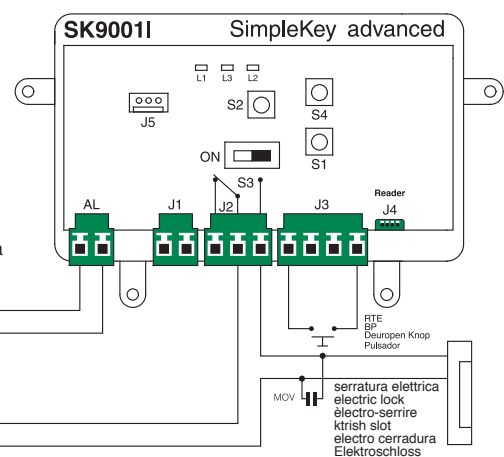 SK9001I SimpleKey advanced
L1 L3 L2
J5
S2
S4
S1
ON
S3
AL
J1
J2
J3
Reader
J4
a
RTE
BP
Deuropen Knop
Pulsador
MOV
serratura elettrica
electric lock
èlectro-serrire
ktrish slot
electro cerradura
Elektroschloss